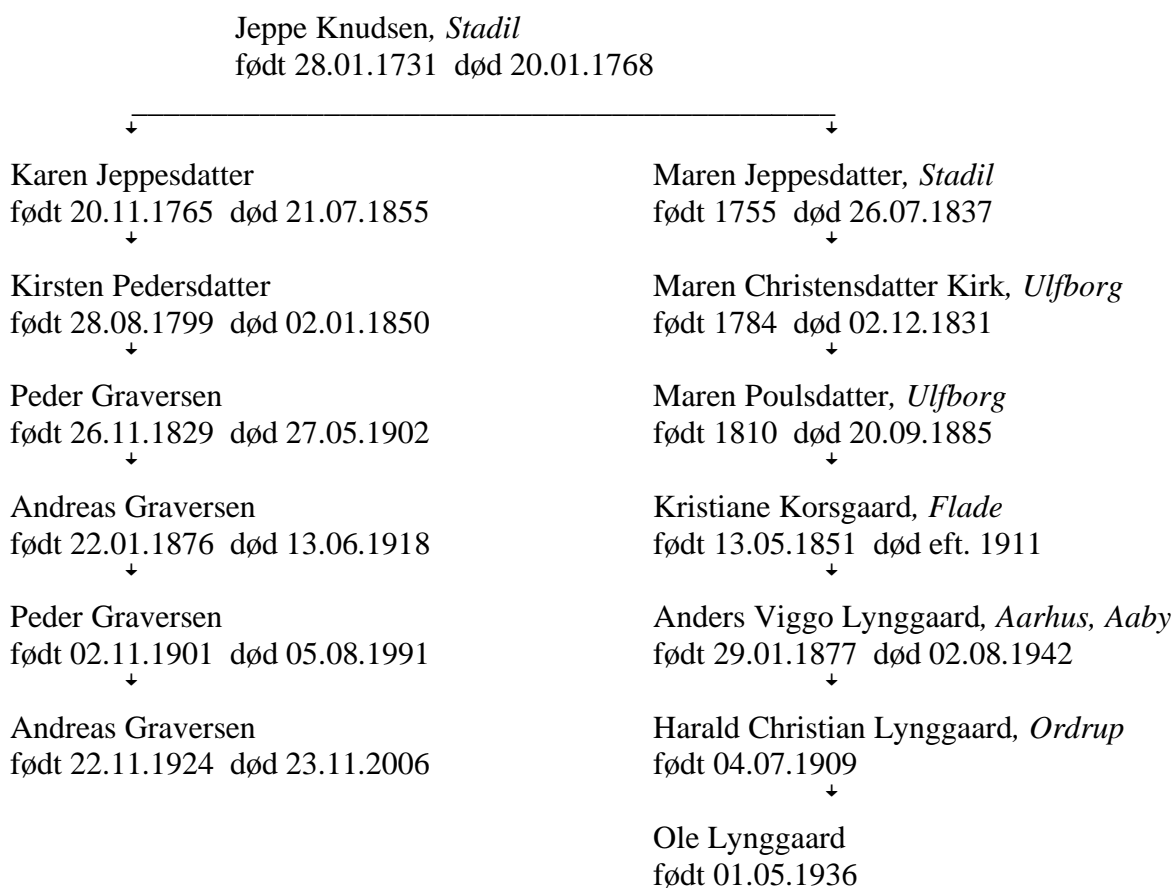 Jeppe Knudsen, Stadil
født 28.01.1731 død 20.01.1768
Karen Jeppesdatter
født 20.11.1765 død 21.07.1855
Kirsten Pedersdatter
født 28.08.1799 død 02.01.1850
Peder Graversen
født 26.11.1829 død 27.05.1902
Andreas Graversen
født 22.01.1876 død 13.06.1918
Peder Graversen
født 02.11.1901 død 05.08.1991
Andreas Graversen
født 22.11.1924 død 23.11.2006
Maren Jeppesdatter, Stadil
født 1755 død 26.07.1837
Maren Christensdatter Kirk, Ulfborg
født 1784 død 02.12.1831
Maren Poulsdatter, Ulfborg
født 1810 død 20.09.1885
Kristiane Korsgaard, Flade
født 13.05.1851 død eft. 1911
Anders Viggo Lynggaard, Aarhus, Aaby
født 29.01.1877 død 02.08.1942
Harald Christian Lynggaard, Ordrup
født 04.07.1909
Ole Lynggaard
født 01.05.1936